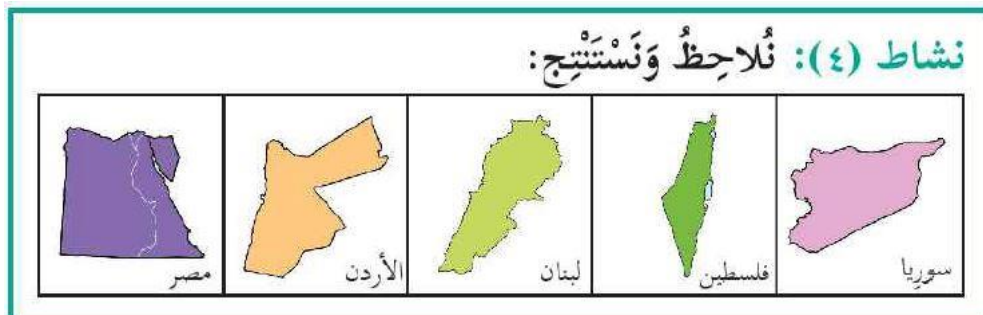 نشاط (٤): نُلاحِظُ وَنَسْتَنْتِج:
سوريا
فلسطين
لبنان
الأردن
مصر